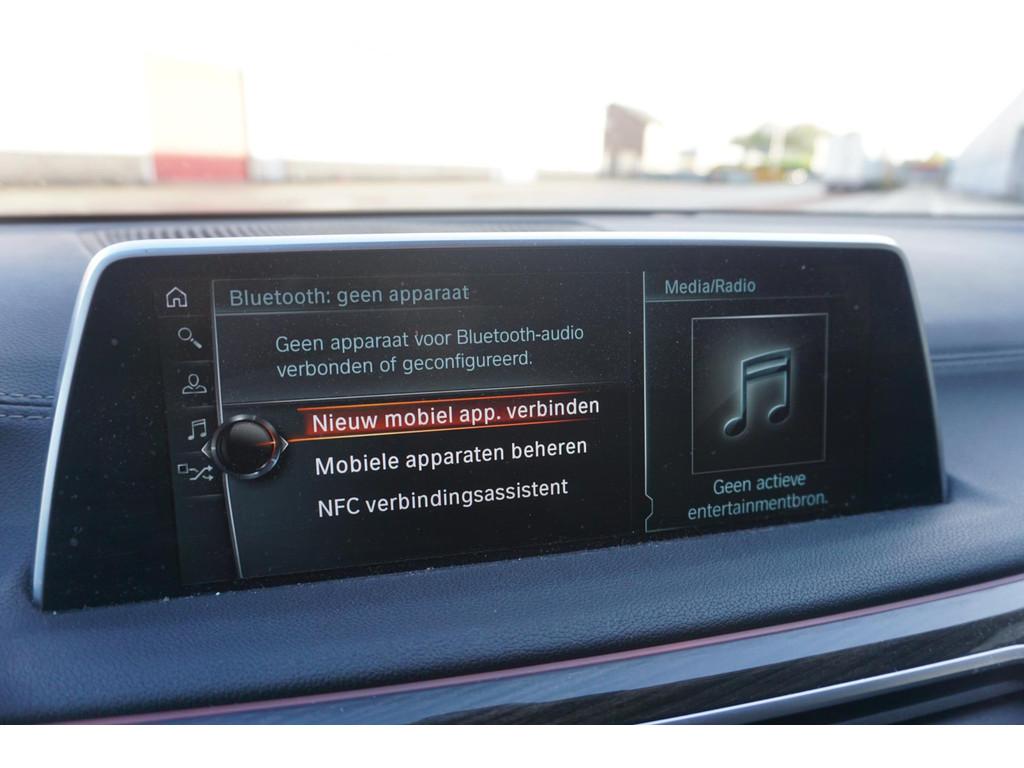 Bluetooth: geen apparaat
Geen apparaat voor Bluetooth-audio
verbonden of geconfigureerd.
Nieuw mobiel app. verbinden
Mobiele apparaten beheren
NFC verbindingsassistent
Media/Radio
Geen actieve
entertainmentbron.